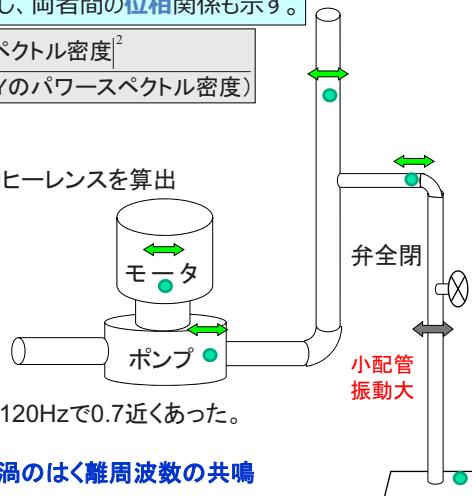 し、両者間の位相関係も示す。
ペクトル密度|²
Yのパワースペクトル密度）
ヒーレンスを算出
弁全閉
モータ
ポンプ
小配管
振動大
120Hzで0.7近くあった。
渦のはく離周波数の共鳴